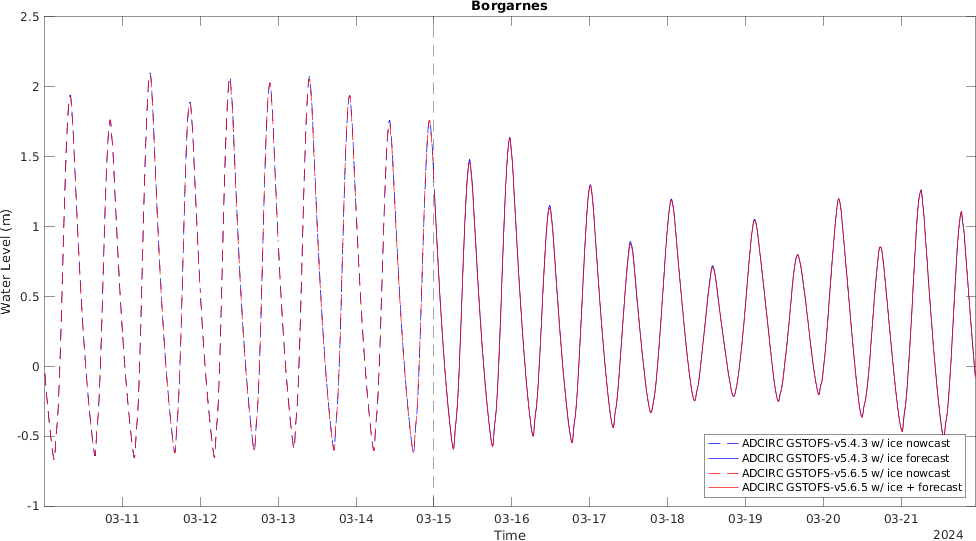 Borgarnes
2.5
2
1.5
1
0.5
0
-0.5
-1
Water Level (m)
03-11 03-12 03-13 03-14 03-15 03-16 03-17 03-18 03-19 03-20 03-21
Time
2024
ADCIRC GSTOFS-v5.4.3 w/ ice nowcast
ADCIRC GSTOFS-v5.4.3 w/ ice forecast
ADCIRC GSTOFS-v5.6.5 w/ ice nowcast
ADCIRC GSTOFS-v5.6.5 w/ ice + forecast